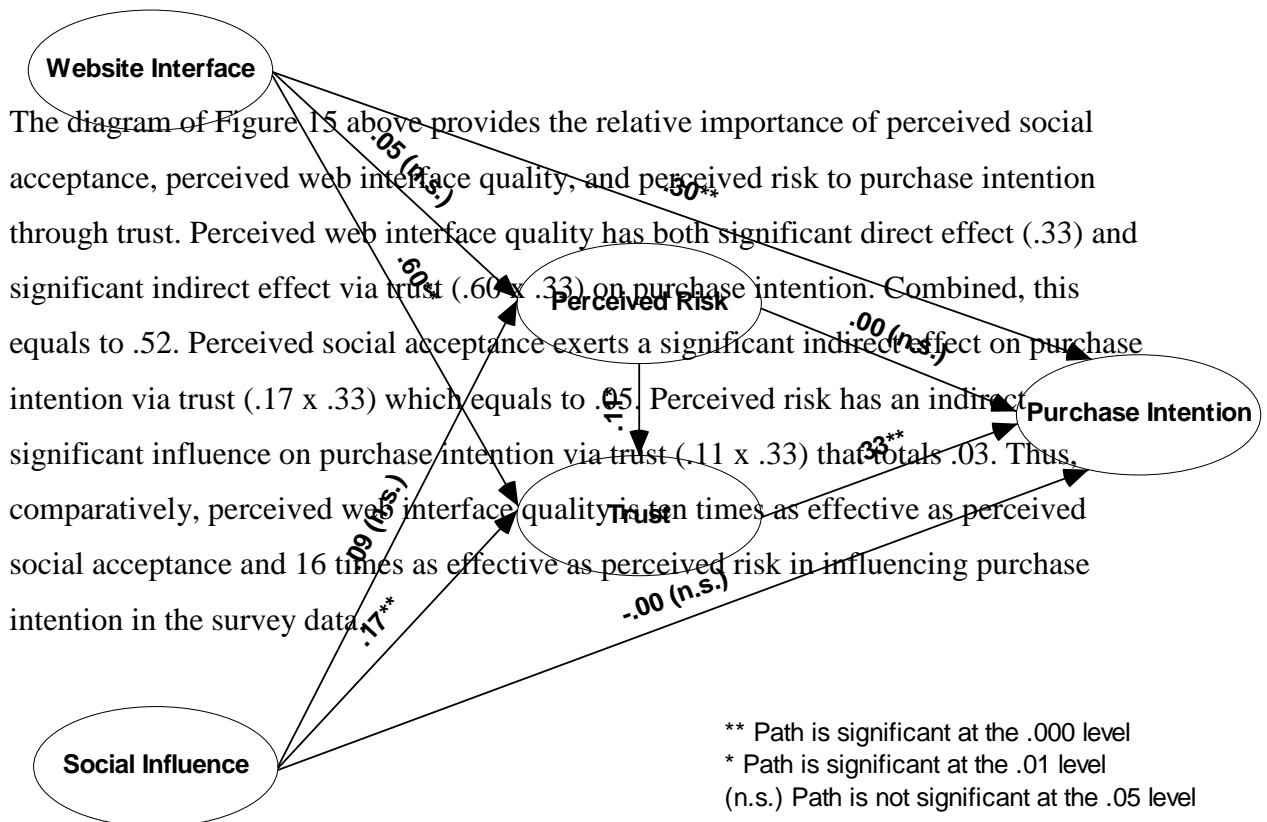 Website Interface
The diagram of Figure 15 above provides the relative importance of perceived social
acceptance, perceived web interface quality, and perceived risk to purchase intention
through trust. Perceived web interface quality has both significant direct effect (.33) and
significant indirect effect via trust (.60 x .33) on purchase intention. Combined, this
equals to .52. Perceived social acceptance exerts a significant indirect effect on purchase
intention via trust (.17 x .33) which equals to .05. Perceived risk has an indirect
significant influence on purchase intention via trust (.11 x .33) that totals .03. Thus,
comparatively, perceived web interface quality is ten times as effective as perceived
social acceptance and 16 times as effective as perceived risk in influencing purchase
intention in the survey data.
.05 (n.s.)
.30**
.60**
Perceived Risk
.00 (n.s.)
.11*
Purchase Intention
.33**
Trust
.09 (n.s.)
.17**
-.00 (n.s.)
Social Influence
** Path is significant at the .000 level
* Path is significant at the .01 level
(n.s.) Path is not significant at the .05 level